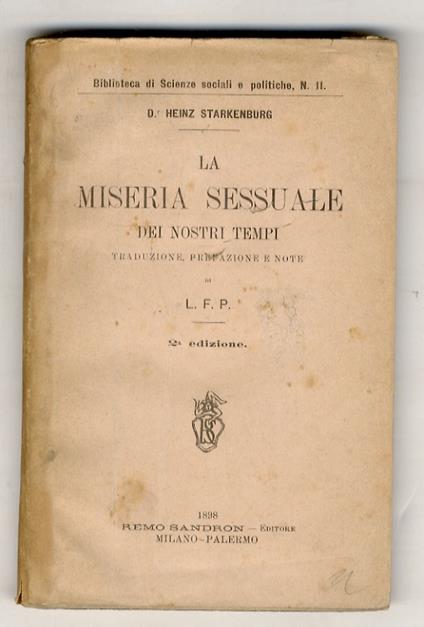 Biblioteca di Scienze sociali e politiche, N. 11.
D.r HEINZ STARKENBURG
LA
MISERIA SESSUALE
DEI NOSTRI TEMPI
TRADUZIONE, PREFAZIONE E NOTE
DI
L. F. P.
2a edizione.
1898
REMO SANDRON — EDITORE
MILANO-PALERMO